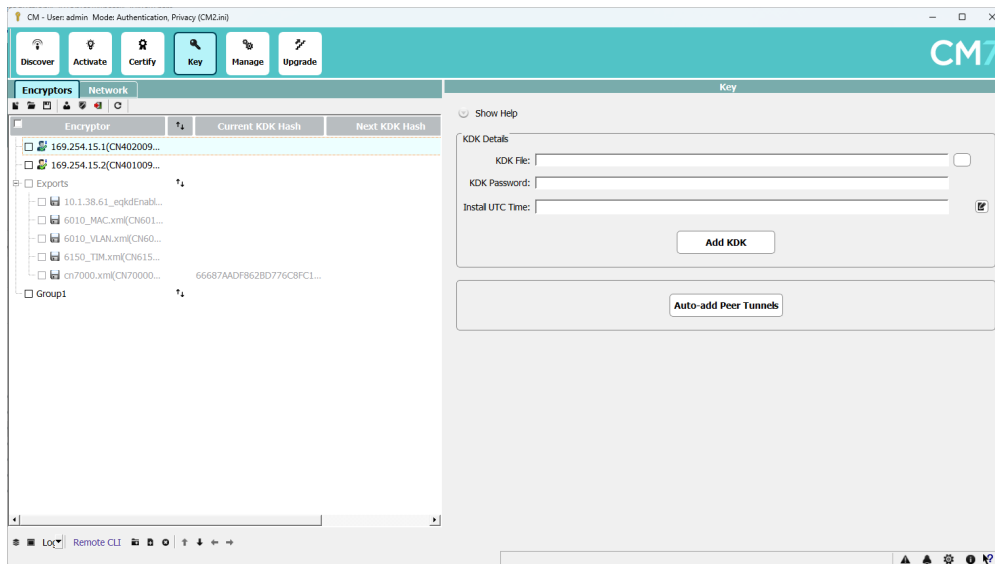 CM - User: admin Mode: Authentication, Privacy (CM2.ini)
Discover
Activate
Certify
Key
Manage
Upgrade
CM7
Encryptors
Network
Key
Encryptor
Current KDK Hash
Next KDK Hash
169.254.15.1(CN402009...
169.254.15.2(CN401009...
Exports
10.1.38.61_eqkdEnabl...
6010_MAC.xml(CN601...
6010_VLAN.xml(CN60...
6150_TIM.xml(CN615...
cn7000.xml(CN70000... 66687AADF862BD776C8FC1...
Group1
Show Help
KDK Details
KDK File:
KDK Password:
Install UTC Time:
Add KDK
Auto-add Peer Tunnels
Remote CLI